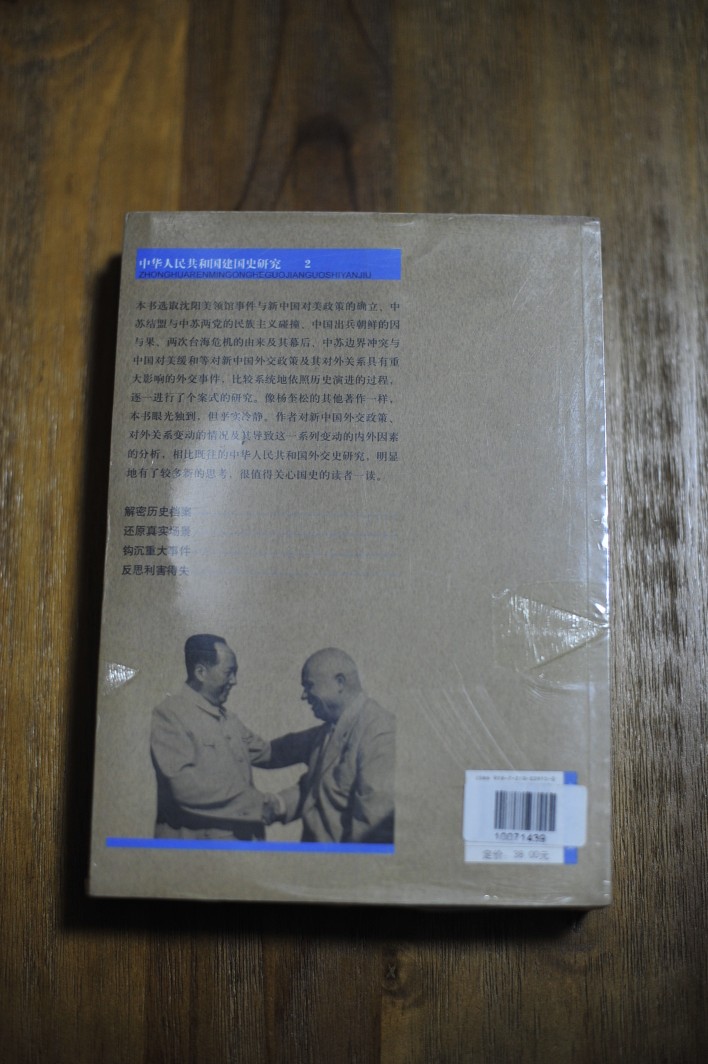 中华人民共和国建国史研究 2
ZHONGHUARENMINGONGHEGUOJIANGUOSHIYANJIU
本书选取沈阳美领馆事件与新中国对美政策的确立、中
苏结盟与中苏两党的民族主义碰撞、中国出兵朝鲜的因
与果、两次台海危机的由来及其幕后、中苏边界冲突与
中国对美缓和等对新中国外交政策及其对外关系具有重
大影响的外交事件，比较系统地依照历史演进的过程，
逐一进行了个案式的研究。像杨奎松的其他著作一样，
本书眼光独到，但平实冷静。作者对新中国外交政策、
对外关系变动的情况及其导致这一系列变动的内外因素
的分析，相比既往的中华人民共和国外交史研究，明显
地有了较多新的思考，很值得关心国史的读者一读。
解密历史档案
还原真实场景
钩沉重大事件
反思利害得失
ISBN
10071439
定价：39.00元